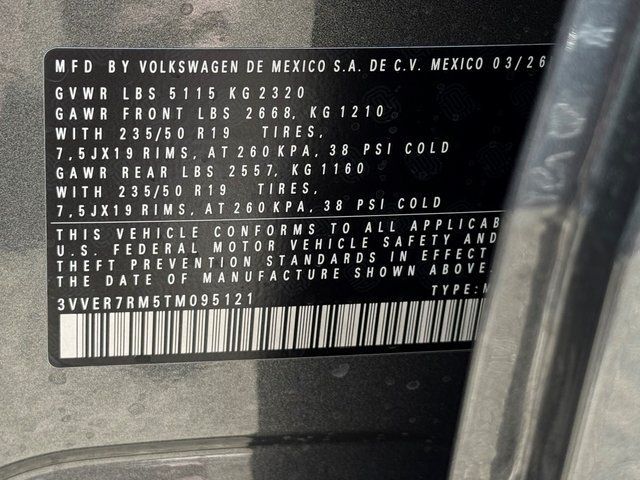 MFD BY VOLKSWAGEN DE MEXICO S.A. DE C.V. MEXICO 03/26
GVWR LBS 5115 KG 2320
GAWR FRONT LBS 2668, KG 1210
WITH 235/50 R19 TIRES,
7,5JX19 RIMS, AT 260 KPA, 38 PSI COLD
GAWR REAR LBS 2557, KG 1160
WITH 235/50 R19 TIRES,
7,5JX19 RIMS, AT 260 KPA, 38 PSI COLD
THIS VEHICLE CONFORMS TO ALL APPLICAB
U.S. FEDERAL MOTOR VEHICLE SAFETY AND
THEFT PREVENTION STANDARDS IN EFFECT
THE DATE OF MANUFACTURE SHOWN ABOVE.
3VVER7RM5TM095121 TYPE:M